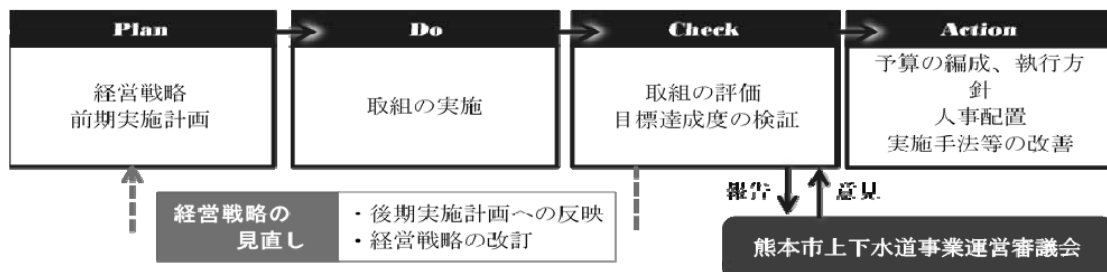 Plan
Do
Check
Action
経営戦略
前期実施計画
取組の実施
取組の評価
目標達成度の検証
予算の編成、執行方
針
人事配置
実施手法等の改善
経営戦略の
見直し
・後期実施計画への反映
・経営戦略の改訂
報告
意見
熊本市上下水道事業運営審議会